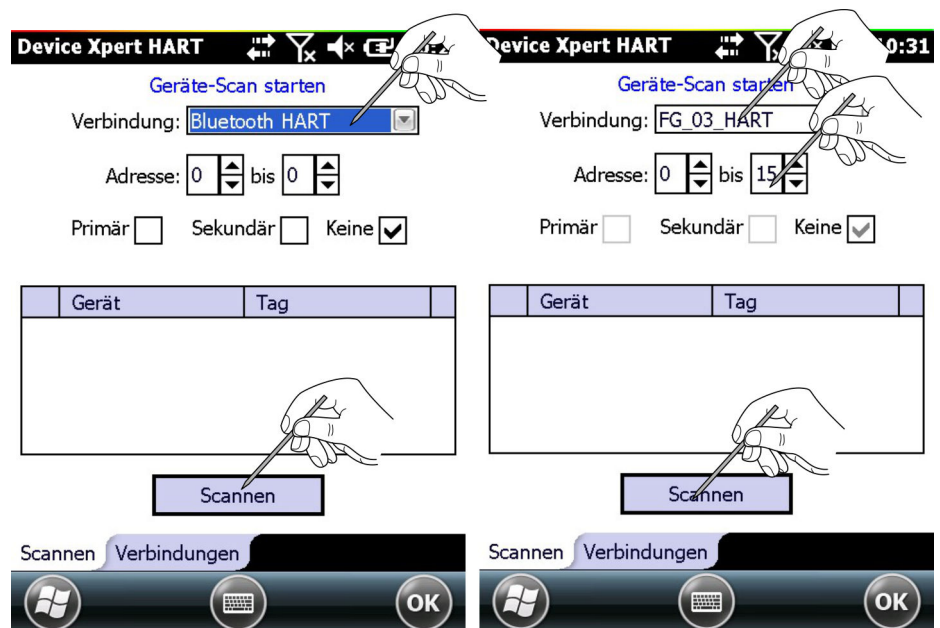 Device Xpert HART
Geräte-Scan starten
Verbindung: Bluetooth HART
Adresse: 0 bis 0
Primär Sekundär Keine
Gerät Tag
Scannen
Scannen Verbindungen
OK
Device Xpert HART :31
Geräte-Scan starten
Verbindung: FG_03_HART
Adresse: 0 bis 15
Primär Sekundär Keine
Gerät Tag
Scannen
Scannen Verbindungen
OK